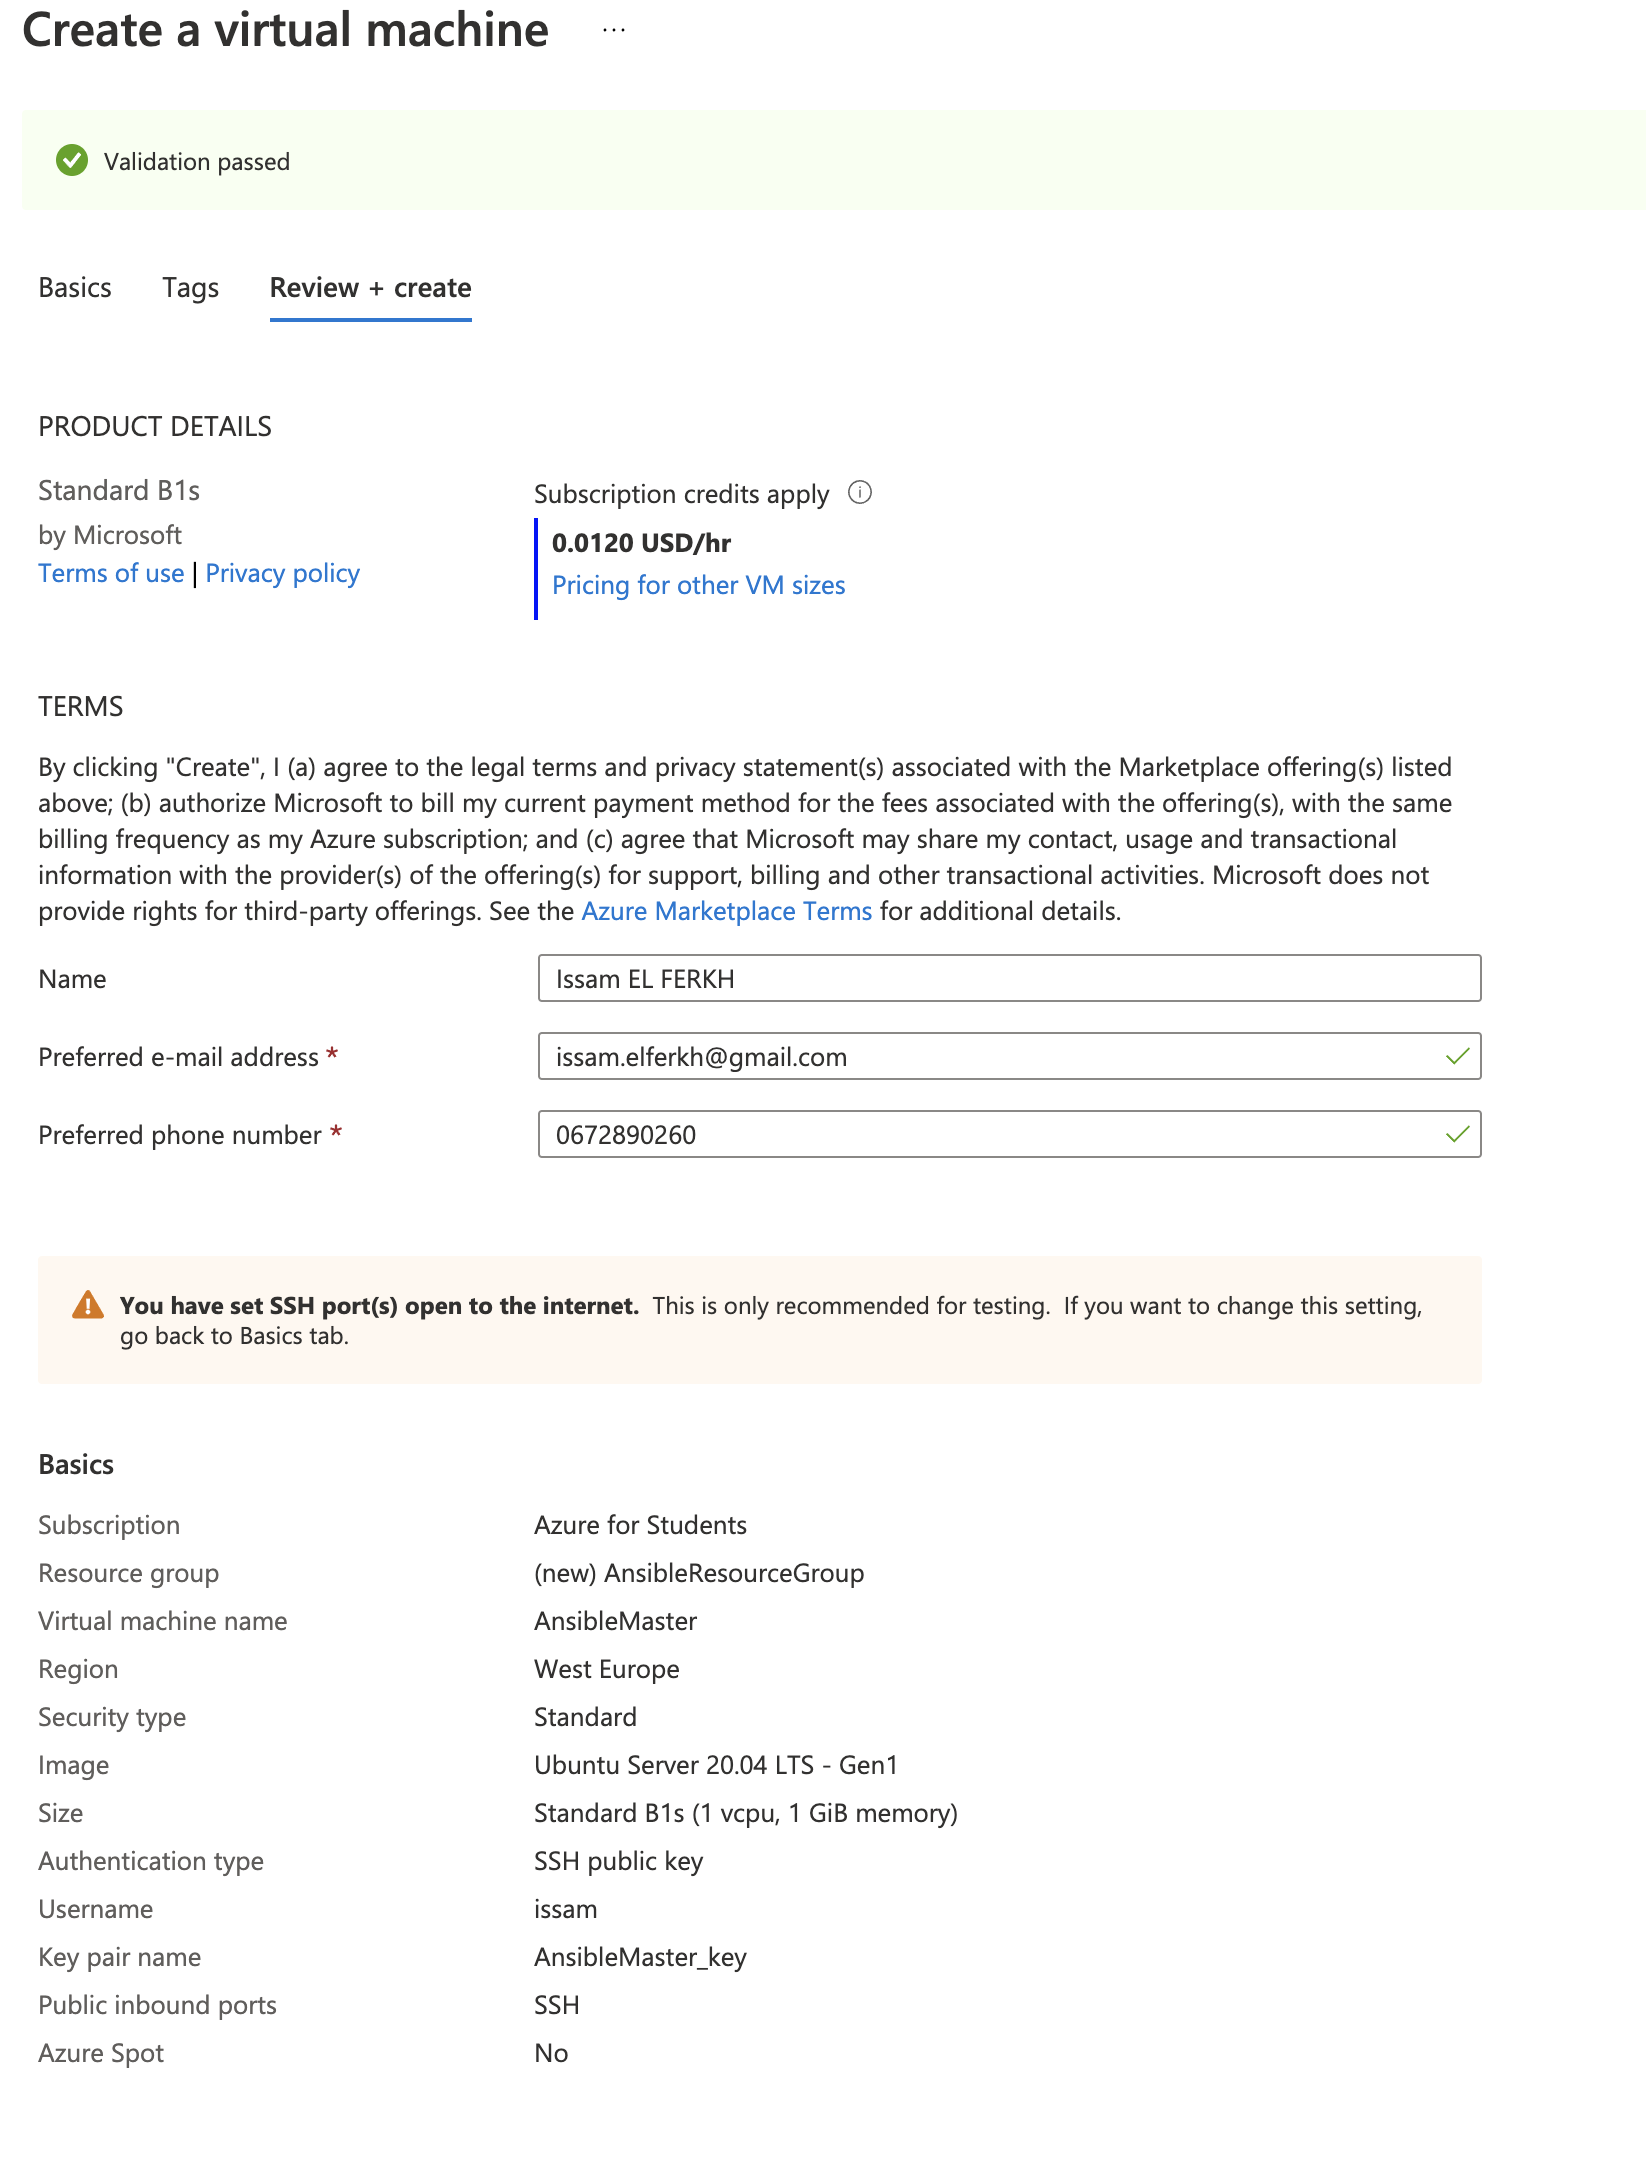 Create a virtual machine ...
Validation passed
Basics Tags Review + create
PRODUCT DETAILS
Standard B1s
by Microsoft
Terms of use | Privacy policy
Subscription credits apply
0.0120 USD/hr
Pricing for other VM sizes
TERMS
By clicking "Create", I (a) agree to the legal terms and privacy statement(s) associated with the Marketplace offering(s) listed
above; (b) authorize Microsoft to bill my current payment method for the fees associated with the offering(s), with the same
billing frequency as my Azure subscription; and (c) agree that Microsoft may share my contact, usage and transactional
information with the provider(s) of the offering(s) for support, billing and other transactional activities. Microsoft does not
provide rights for third-party offerings. See the Azure Marketplace Terms for additional details.
Name Issam EL FERKH
Preferred e-mail address * issam.elferkh@gmail.com
Preferred phone number * 0672890260
You have set SSH port(s) open to the internet. This is only recommended for testing. If you want to change this setting,
go back to Basics tab.
Basics
Subscription Azure for Students
Resource group (new) AnsibleResourceGroup
Virtual machine name AnsibleMaster
Region West Europe
Security type Standard
Image Ubuntu Server 20.04 LTS - Gen1
Size Standard B1s (1 vcpu, 1 GiB memory)
Authentication type SSH public key
Username issam
Key pair name AnsibleMaster_key
Public inbound ports SSH
Azure Spot No